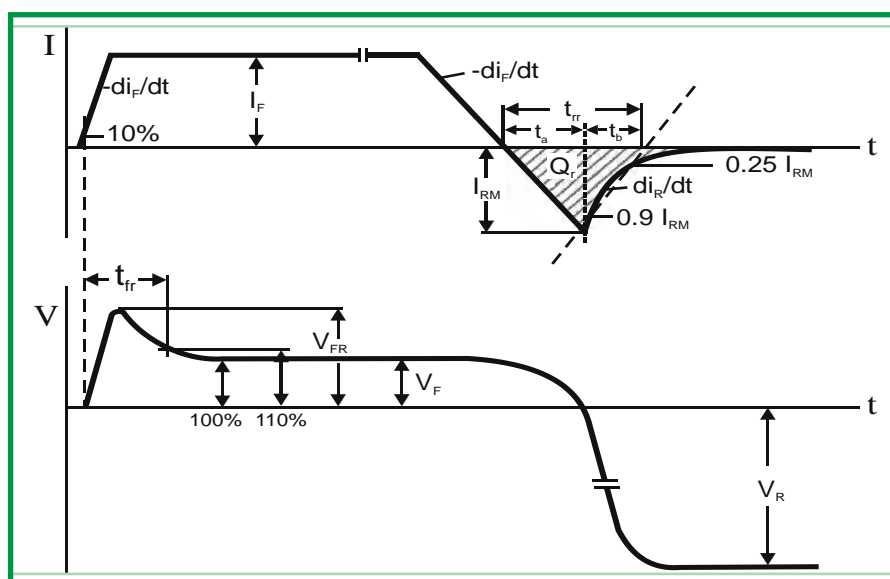 I
-di_F/dt
I_F
10%
-di_F/dt
t_rr
t_a
t_b
t
Q_r
I_RM
0.25 I_RM
di_R/dt
0.9 I_RM
t_fr
V
V_FR
V_F
100%
110%
t
V_R